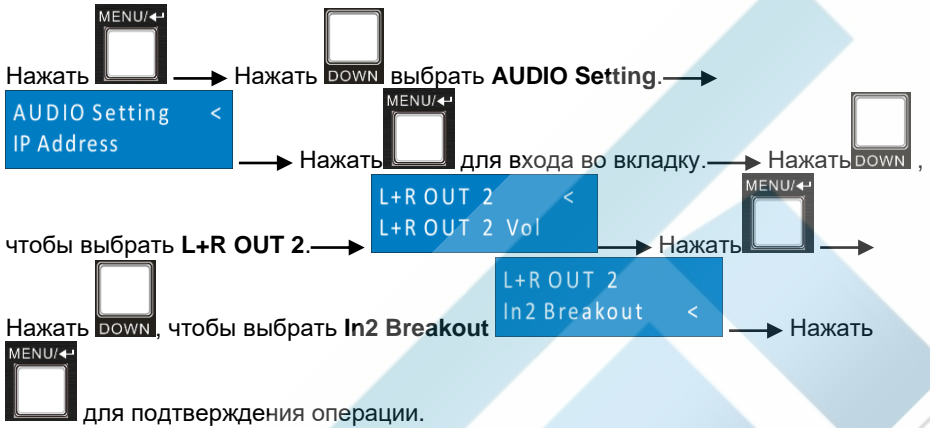 MENU/↵
Нажать → Нажать DOWN выбрать AUDIO Setting. →
AUDIO Setting <
IP Address
MENU/↵
→ Нажать для входа во вкладку. → Нажать DOWN ,
L+R OUT 2 <
L+R OUT 2 Vol
MENU/↵
чтобы выбрать L+R OUT 2. → → Нажать →
L+R OUT 2
In2 Breakout <
Нажать DOWN, чтобы выбрать In2 Breakout → Нажать
MENU/↵
для подтверждения операции.